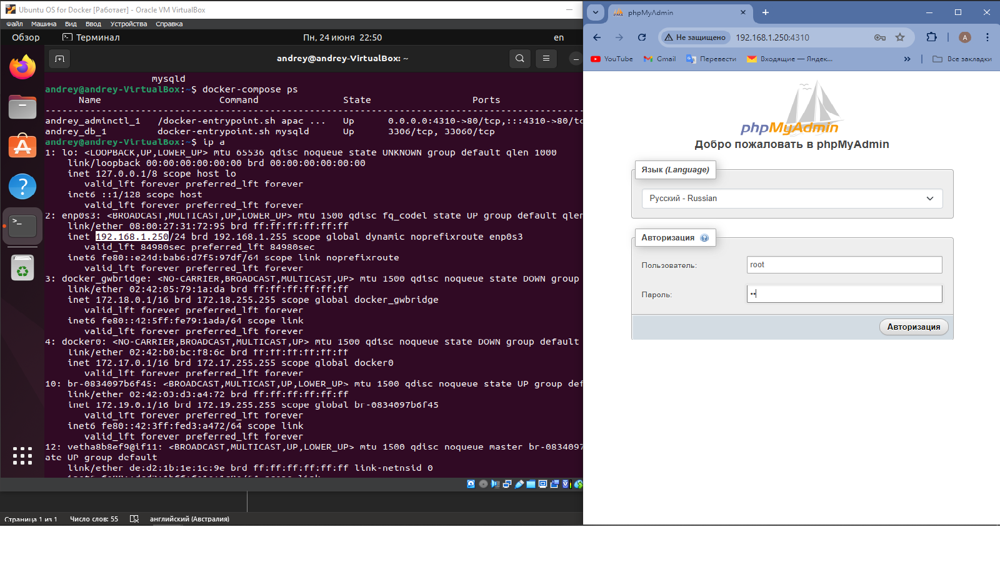 Ubuntu OS for Docker [Работает] - Oracle VM VirtualBox
Файл Машина Вид Ввод Устройства Справка
Обзор Терминал Пн, 24 июня 22:50 en
andrey@andrey-VirtualBox: ~
mysqld
andrey@andrey-VirtualBox:~$ docker-compose ps
Name Command State Ports
--------------------------------------------------------------------------------
andrey_adminctl_1 /docker-entrypoint.sh apac ... Up 0.0.0.0:4310->80/tcp,:::4310->80/tc
andrey_db_1 docker-entrypoint.sh mysqld Up 3306/tcp, 33060/tcp
andrey@andrey-VirtualBox:~$ ip a
1: lo: <LOOPBACK,UP,LOWER_UP> mtu 65536 qdisc noqueue state UNKNOWN group default qlen 1000
link/loopback 00:00:00:00:00:00 brd 00:00:00:00:00:00
inet 127.0.0.1/8 scope host lo
valid_lft forever preferred_lft forever
inet6 ::1/128 scope host
valid_lft forever preferred_lft forever
2: enp0s3: <BROADCAST,MULTICAST,UP,LOWER_UP> mtu 1500 qdisc fq_codel state UP group default qlen
link/ether 08:00:27:31:72:95 brd ff:ff:ff:ff:ff:ff
inet 192.168.1.250/24 brd 192.168.1.255 scope global dynamic noprefixroute enp0s3
valid_lft 84980sec preferred_lft 84980sec
inet6 fe80::e24d:bab6:d7f5:97df/64 scope link noprefixroute
valid_lft forever preferred_lft forever
3: docker_gwbridge: <NO-CARRIER,BROADCAST,MULTICAST,UP> mtu 1500 qdisc noqueue state DOWN group
link/ether 02:42:05:79:1a:da brd ff:ff:ff:ff:ff:ff
inet 172.18.0.1/16 brd 172.18.255.255 scope global docker_gwbridge
valid_lft forever preferred_lft forever
inet6 fe80::42:5ff:fe79:1ada/64 scope link
valid_lft forever preferred_lft forever
4: docker0: <NO-CARRIER,BROADCAST,MULTICAST,UP> mtu 1500 qdisc noqueue state DOWN group default
link/ether 02:42:b0:bc:f8:6c brd ff:ff:ff:ff:ff:ff
inet 172.17.0.1/16 brd 172.17.255.255 scope global docker0
valid_lft forever preferred_lft forever
10: br-0834097b6f45: <BROADCAST,MULTICAST,UP,LOWER_UP> mtu 1500 qdisc noqueue state UP group def
link/ether 02:42:03:d3:a4:72 brd ff:ff:ff:ff:ff:ff
inet 172.19.0.1/16 brd 172.19.255.255 scope global br-0834097b6f45
valid_lft forever preferred_lft forever
inet6 fe80::42:3ff:fed3:a472/64 scope link
valid_lft forever preferred_lft forever
12: vetha8b8ef9@if11: <BROADCAST,MULTICAST,UP,LOWER_UP> mtu 1500 qdisc noqueue master br-0834097
ate UP group default
link/ether de:d2:1b:1e:1c:9e brd ff:ff:ff:ff:ff:ff link-netnsid 0
Страница 1 из 1 Число слов: 55 английский (Австралия)
phpMyAdmin
Не защищено 192.168.1.250:4310 A
YouTube Gmail Перевести Входящие — Яндек... » Все закладки
phpMyAdmin
Добро пожаловать в phpMyAdmin
Язык (Language)
Русский - Russian
Авторизация
Пользователь: root
Пароль: ••
Авторизация